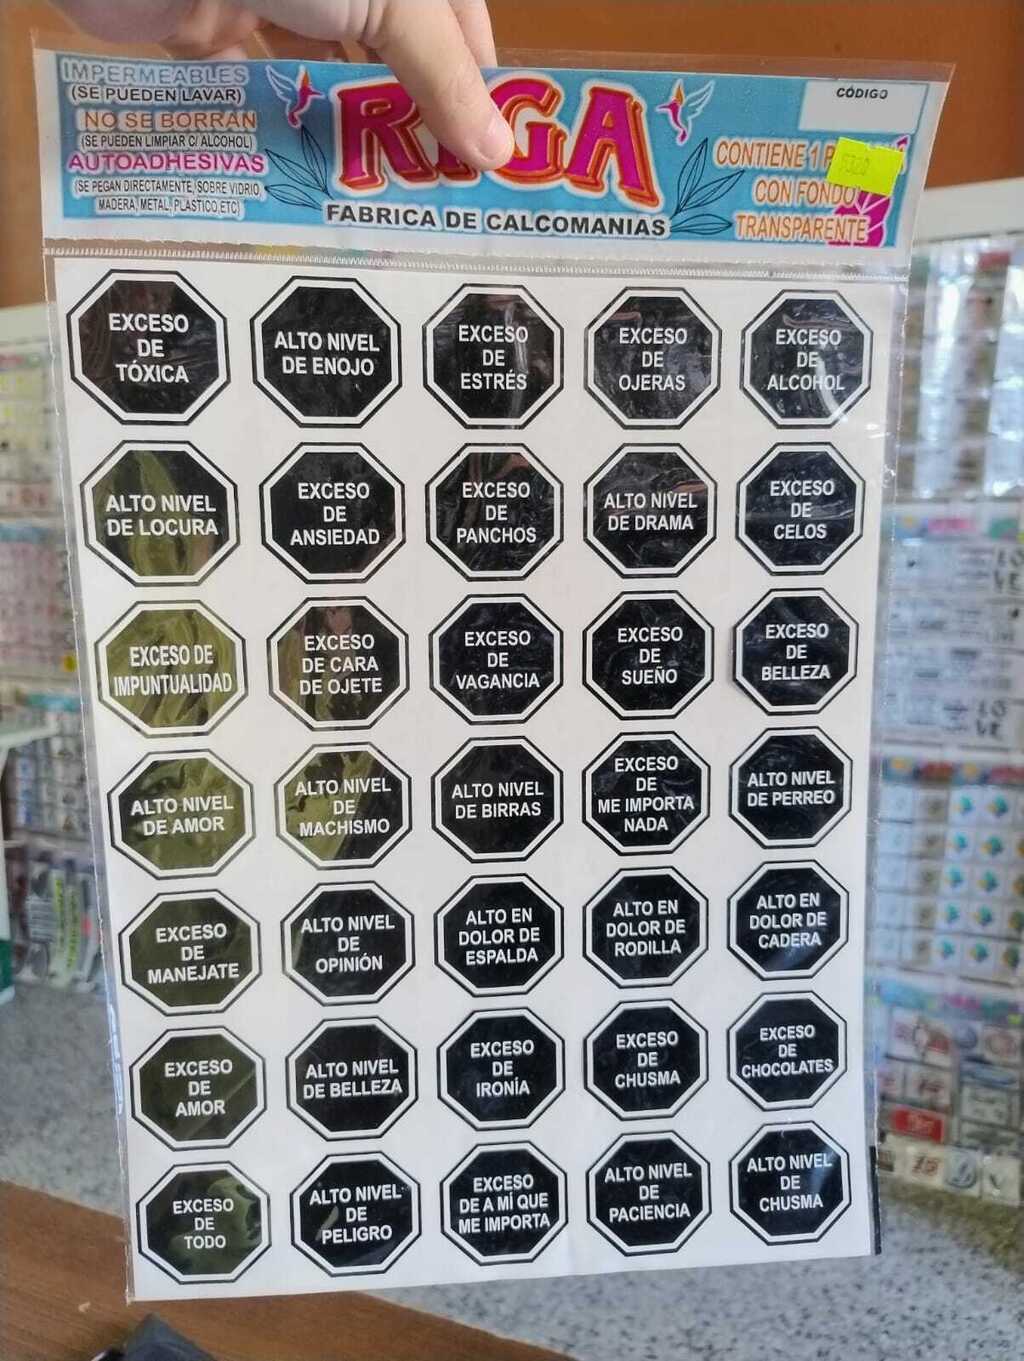 IMPERMEABLES
(SE PUEDEN LAVAR)
NO SE BORRAN
(SE PUEDEN LIMPIAR C/ ALCOHOL)
AUTOADHESIVAS
(SE PEGAN DIRECTAMENTE, SOBRE VIDRIO
MADERA, METAL, PLASTICO, ETC)
RIGA
FABRICA DE CALCOMANIAS
CÓDIGO
CONTIENE 1
CON FONDO
TRANSPARENTE
EXCESO
DE
TÓXICA
ALTO NIVEL
DE ENOJO
EXCESO
DE
ESTRÉS
EXCESO
DE
OJERAS
EXCESO
DE
ALCOHOL
ALTO NIVEL
DE LOCURA
EXCESO
DE
ANSIEDAD
EXCESO
DE
PANCHOS
ALTO NIVEL
DE DRAMA
EXCESO
DE
CELOS
EXCESO DE
IMPUNTUALIDAD
EXCESO
DE CARA
DE OJETE
EXCESO
DE
VAGANCIA
EXCESO
DE
SUEÑO
EXCESO
DE
BELLEZA
ALTO NIVEL
DE AMOR
ALTO NIVEL
DE
MACHISMO
ALTO NIVEL
DE BIRRAS
EXCESO
DE
ME IMPORTA
NADA
ALTO NIVEL
DE PERREO
EXCESO
DE
MANEJATE
ALTO NIVEL
DE
OPINIÓN
ALTO EN
DOLOR DE
ESPALDA
ALTO EN
DOLOR DE
RODILLA
ALTO EN
DOLOR DE
CADERA
EXCESO
DE
AMOR
ALTO NIVEL
DE BELLEZA
EXCESO
DE
IRONÍA
EXCESO
DE
CHUSMA
EXCESO
DE
CHOCOLATES
EXCESO
DE
TODO
ALTO NIVEL
DE
PELIGRO
EXCESO
DE A MÍ QUE
ME IMPORTA
ALTO NIVEL
DE
PACIENCIA
ALTO NIVEL
DE
CHUSMA